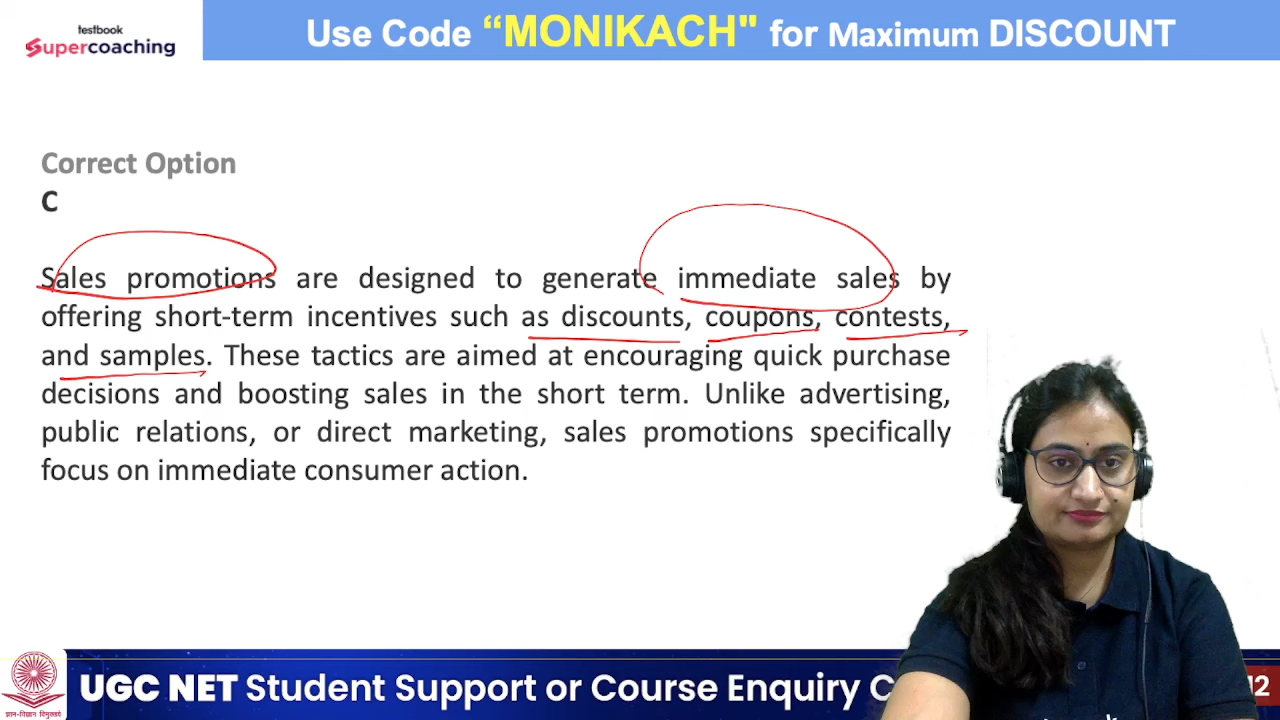 testbook
Supercoaching
Use Code “MONIKACH" for Maximum DISCOUNT
Correct Option
C
Sales promotions are designed to generate immediate sales by
offering short-term incentives such as discounts, coupons, contests,
and samples. These tactics are aimed at encouraging quick purchase
decisions and boosting sales in the short term. Unlike advertising,
public relations, or direct marketing, sales promotions specifically
focus on immediate consumer action.
UGC NET Student Support or Course Enquiry C
12